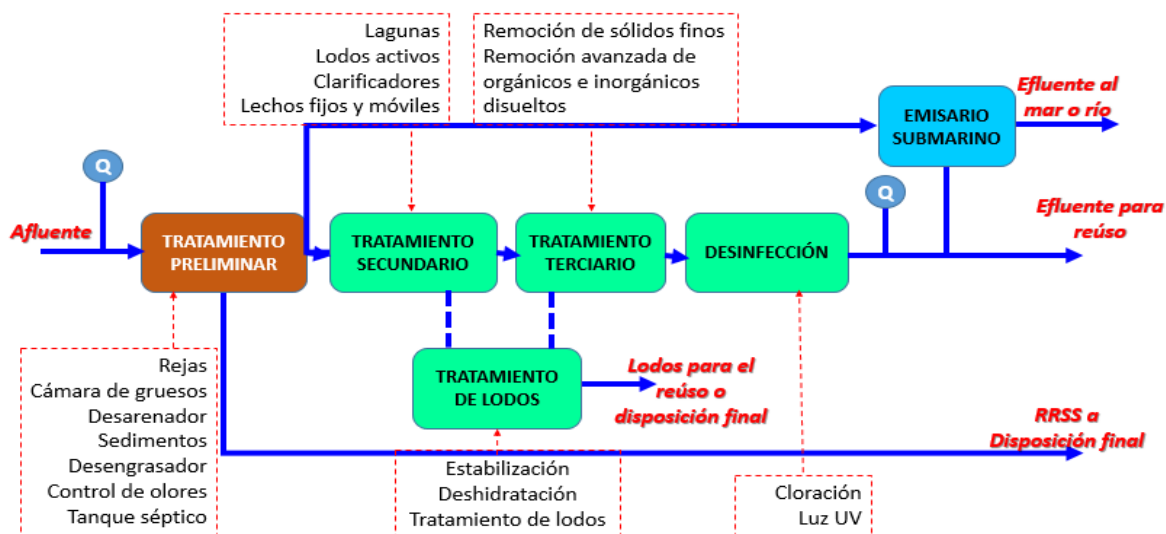 Lagunas
Lodos activos
Clarificadores
Lechos fijos y móviles
Remoción de sólidos finos
Remoción avanzada de
orgánicos e inorgánicos
disueltos
Efluente al
mar o río
EMISARIO
SUBMARINO
Q
Q
Afluente
TRATAMIENTO
PRELIMINAR
TRATAMIENTO
SECUNDARIO
TRATAMIENTO
TERCIARIO
DESINFECCIÓN
Efluente para
reúso
TRATAMIENTO
DE LODOS
Lodos para el
reúso o
disposición final
Rejas
Cámara de gruesos
Desarenador
Sedimentos
Desengrasador
Control de olores
Tanque séptico
RRSS a
Disposición final
Estabilización
Deshidratación
Tratamiento de lodos
Cloración
Luz UV